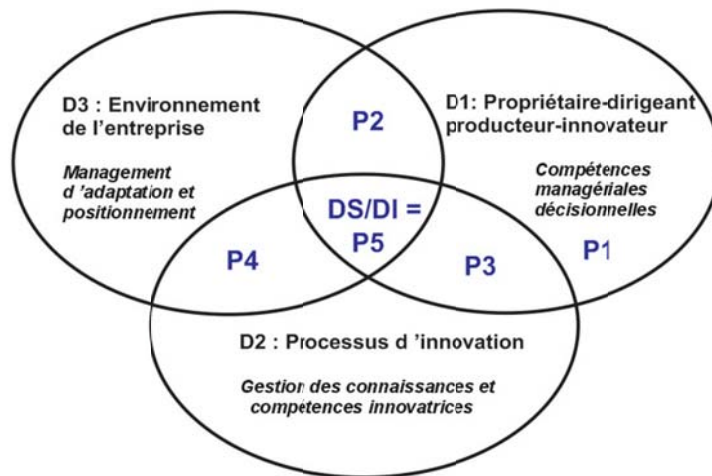 D3 : Environnement
de l'entreprise
Management
d 'adaptation et
positionnement
P2
D1: Propriétaire-dirigeant
producteur-innovateur
Compétences
managériales
décisionnelles
P1
DS/DI =
P5
P4
P3
D2 : Processus d 'innovation
Gestion des connaissances et
compétences innovatrices